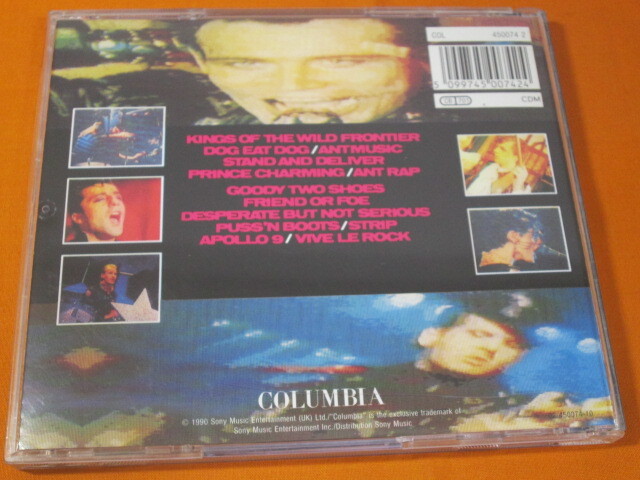 COL 450074 2
5 099745 007424
CDM
KINGS OF THE WILD FRONTIER
DOG EAT DOG/ANTMUSIC
STAND AND DELIVER
PRINCE CHARMING/ANT RAP
GOODY TWO SHOES
FRIEND OR FOE
DESPERATE BUT NOT SERIOUS
PUSS'N BOOTS/STRIP
APOLLO 9/VIVE LE ROCK
COLUMBIA
© 1990 Sony Music Entertainment (UK) Ltd./"Columbia" is the exclusive trademark of
Sony Music Entertainment Inc./Distribution Sony Music